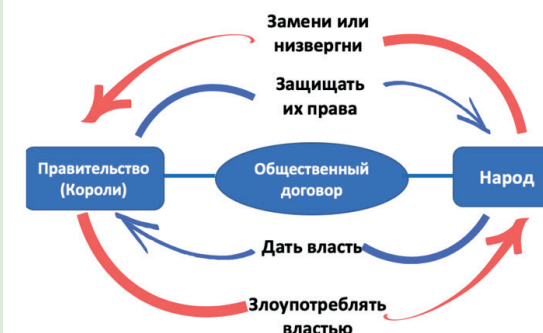 Замени или
низвергни
Защищать
их права
Правительство
(Короли)
Общественный
договор
Народ
Дать власть
Злоупотреблять
властью